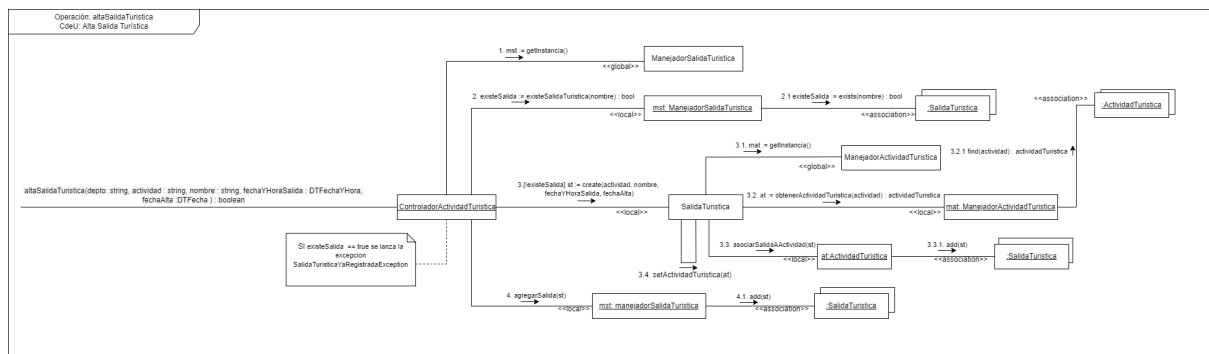 Operación: altaSalidaTuristica
CdeU: Alta Salida Turística
1. mst := getInstancia()
<<global>>
ManejadorSalidaTuristica
2. existeSalida := existeSalidaTuristica(nombre) : bool
<<local>>
mst: ManejadorSalidaTuristica
2.1 existeSalida := exists(nombre) : bool
<<association>>
:SalidaTuristica
<<association>>
:ActividadTuristica
3.1. mat := getInstancia()
<<global>>
ManejadorActividadTuristica
3.2.1 find(actividad) : actividadTuristica
altaSalidaTuristica(depto: string, actividad : string, nombre : string, fechaYHoraSalida : DTFechaYHora,
fechaAlta :DTFecha ) : boolean
ControladorActividadTuristica
3.[!existeSalida] st := create(actividad, nombre,
fechaYHoraSalida, fechaAlta)
<<local>>
SalidaTuristica
3.2. at := obtenerActividadTuristica(actividad) : actividadTuristica
<<local>>
mat: ManejadorActividadTuristica
SI existeSalida == true se lanza la
excepcion
SalidaTuristicaYaRegistradaException
3.3. asociarSalidaAActividad(st)
<<local>>
at:ActividadTuristica
3.3.1. add(st)
<<association>>
:SalidaTuristica
3.4. setActividadTuristica(at)
4. agregarSalida(st)
<<local>>
mst: manejadorSalidaTuristica
4.1. add(st)
<<association>>
:SalidaTuristica